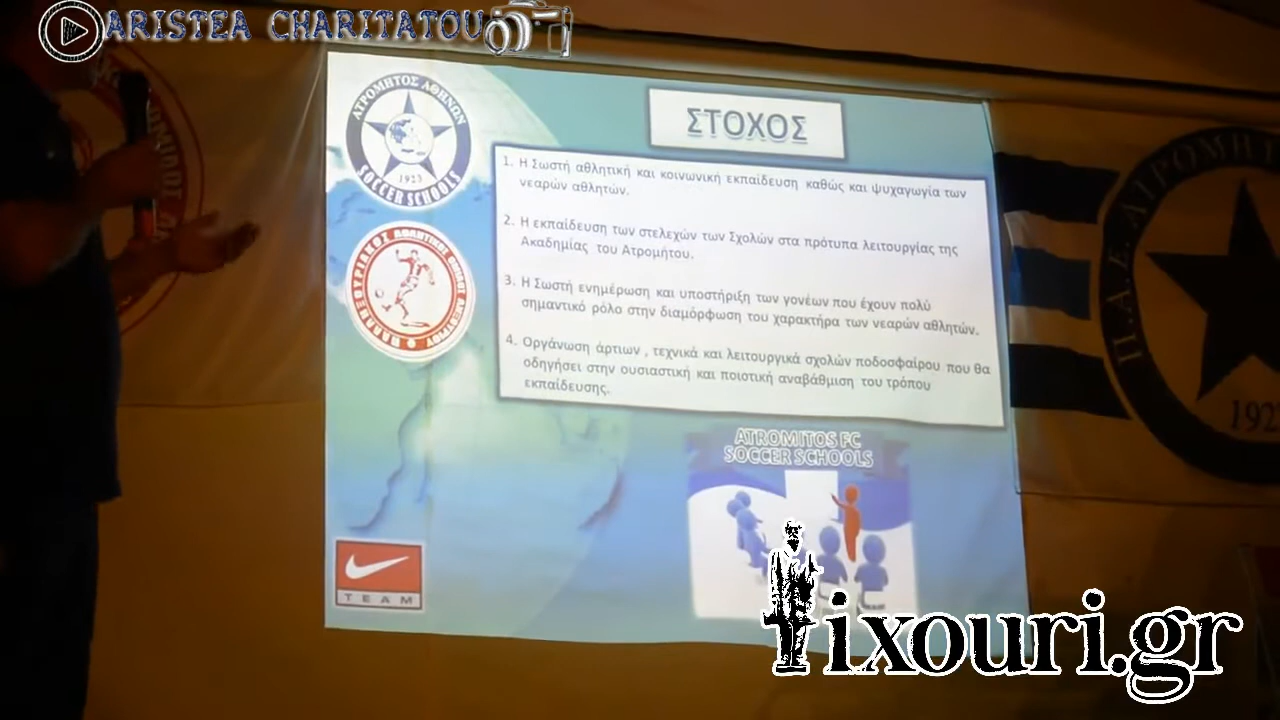 ARISTEA CHARITATOU
ΑΤΡΟΜΗΤΟΣ ΑΘΗΝΩΝ
1923
SOCCER SCHOOLS
ΣΤΟΧΟΣ
1. Η Σωστή αθλητική και κοινωνική εκπαίδευση καθώς και ψυχαγωγία των
νεαρών αθλητών.
2. Η εκπαίδευση των στελεχών των Σχολών στα πρότυπα λειτουργίας της
Ακαδημίας του Ατρομήτου.
3. Η Σωστή ενημέρωση και υποστήριξη των γονέων που έχουν πολύ
σημαντικό ρόλο στην διαμόρφωση του χαρακτήρα των νεαρών αθλητών.
4. Οργάνωση άρτιων , τεχνικά και λειτουργικά σχολών ποδοσφαίρου που θα
οδηγήσει στην ουσιαστική και ποιοτική αναβάθμιση του τρόπου
εκπαίδευσης.
ATROMITOS FC
SOCCER SCHOOLS
TEAM
Π.Α.Ε. ΑΤΡΟΜΗ
192
fixouri.gr